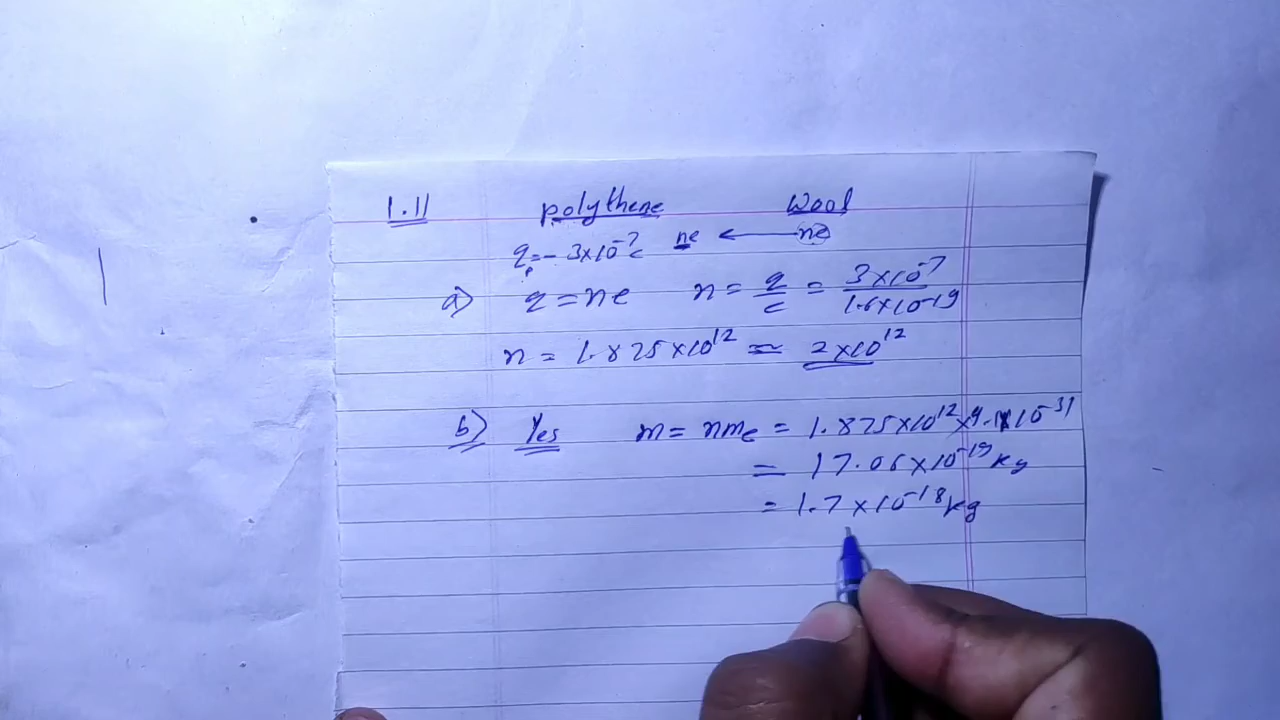 1.11 polythene Wool
q = - 3×10⁻⁷ C ne ← ne
a) q = ne n = q/e = 3×10⁻⁷/1.6×10⁻¹⁹
n = 1.875×10¹² ≈ 2×10¹²
b) Yes m = nmₑ = 1.875×10¹²×9.1×10⁻³¹
= 17.06×10⁻¹⁹ kg
= 1.7×10⁻¹⁸ kg